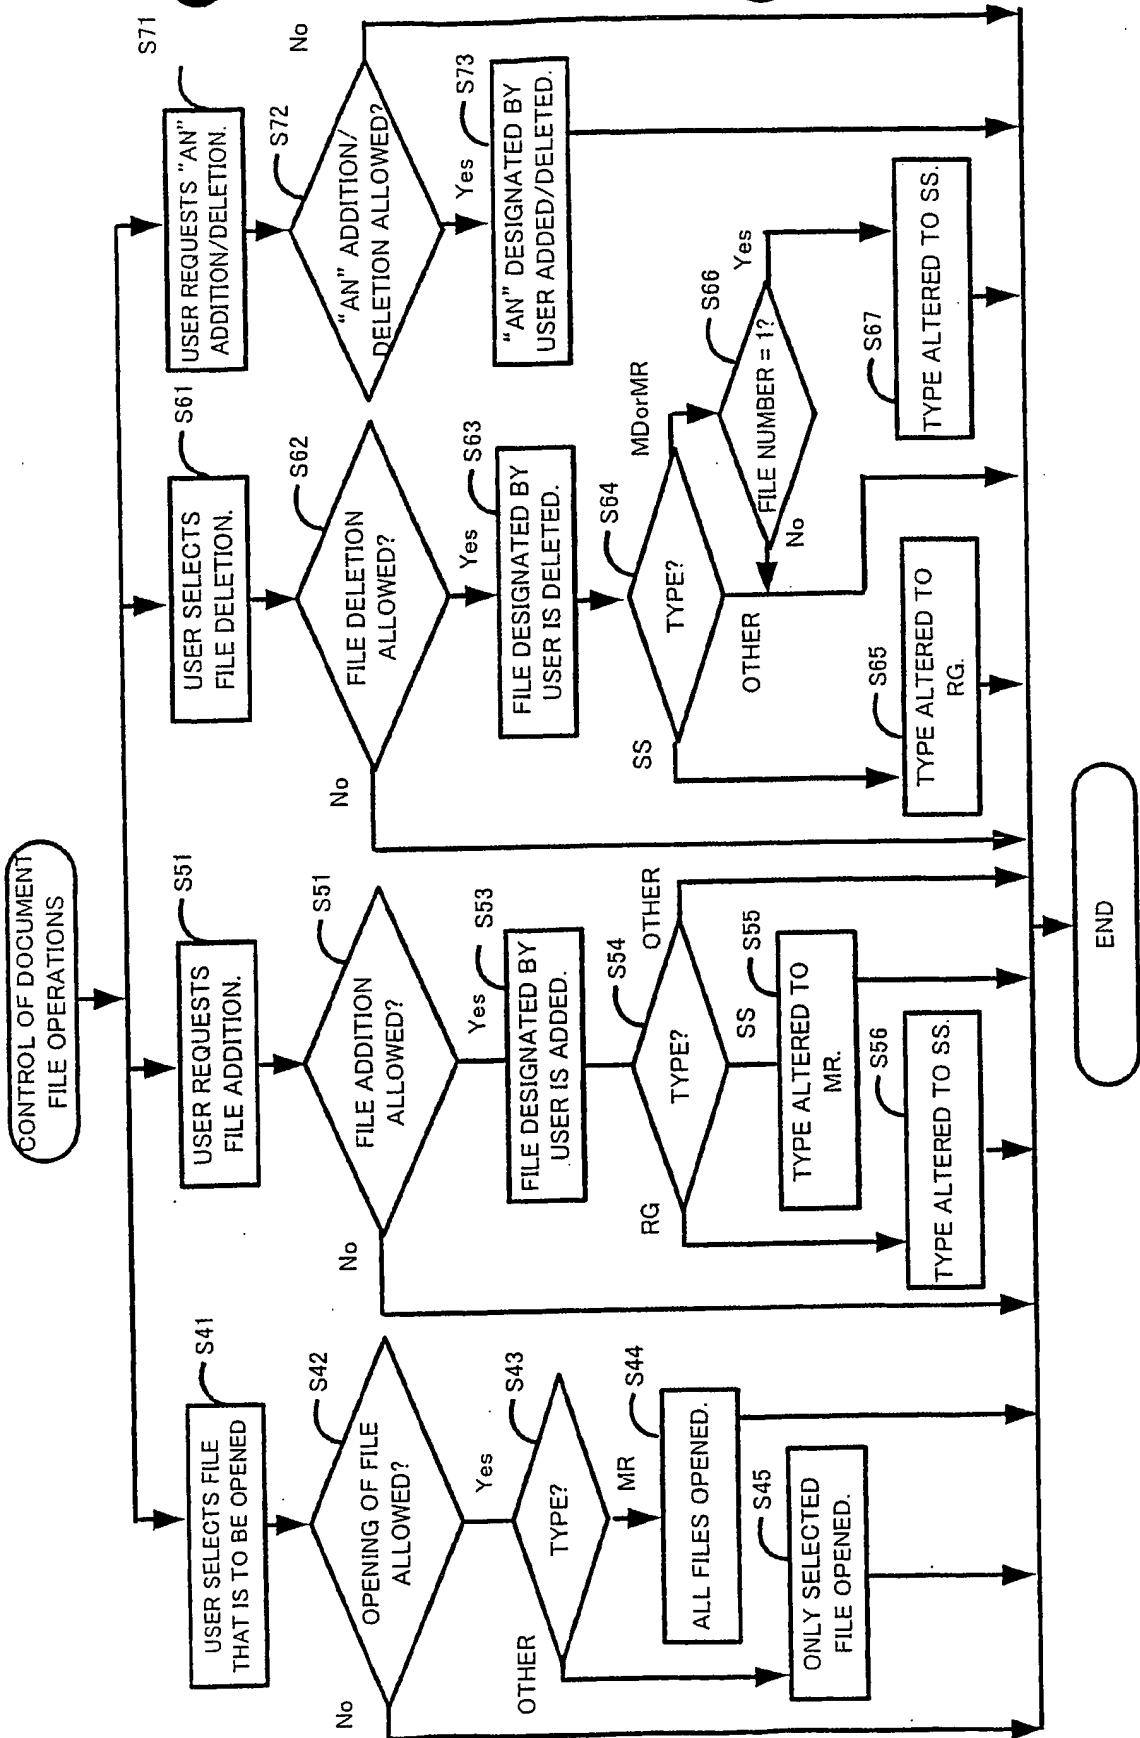 CONTROL OF DOCUMENT
FILE OPERATIONS
S41
USER SELECTS FILE
THAT IS TO BE OPENED
S42
OPENING OF FILE
ALLOWED?
No
Yes
S43
TYPE?
OTHER
MR
S44
ALL FILES OPENED.
S45
ONLY SELECTED
FILE OPENED.
S51
USER REQUESTS
FILE ADDITION.
S51
FILE ADDITION
ALLOWED?
No
Yes
S53
FILE DESIGNATED BY
USER IS ADDED.
S54
TYPE?
RG
SS
OTHER
S55
TYPE ALTERED TO
MR.
S56
TYPE ALTERED TO SS.
S61
USER SELECTS
FILE DELETION.
S62
FILE DELETION
ALLOWED?
No
Yes
S63
FILE DESIGNATED BY
USER IS DELETED.
S64
TYPE?
SS
OTHER
MDorMR
S65
TYPE ALTERED TO
RG.
S66
FILE NUMBER = 1?
No
Yes
S67
TYPE ALTERED TO SS.
S71
USER REQUESTS "AN"
ADDITION/DELETION.
S72
"AN" ADDITION/
DELETION ALLOWED?
No
Yes
S73
"AN" DESIGNATED BY
USER ADDED/DELETED.
END